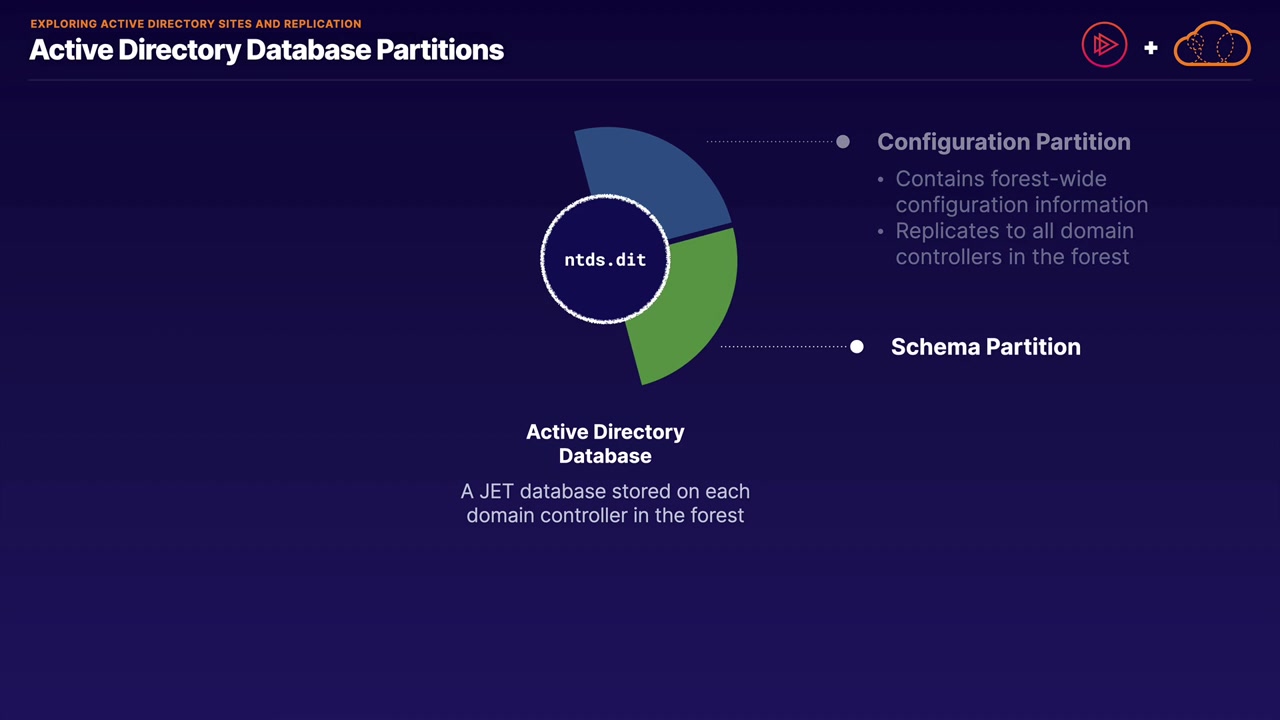 EXPLORING ACTIVE DIRECTORY SITES AND REPLICATION
Active Directory Database Partitions
Configuration Partition
• Contains forest-wide
configuration information
• Replicates to all domain
controllers in the forest
ntds.dit
Schema Partition
Active Directory
Database
A JET database stored on each
domain controller in the forest